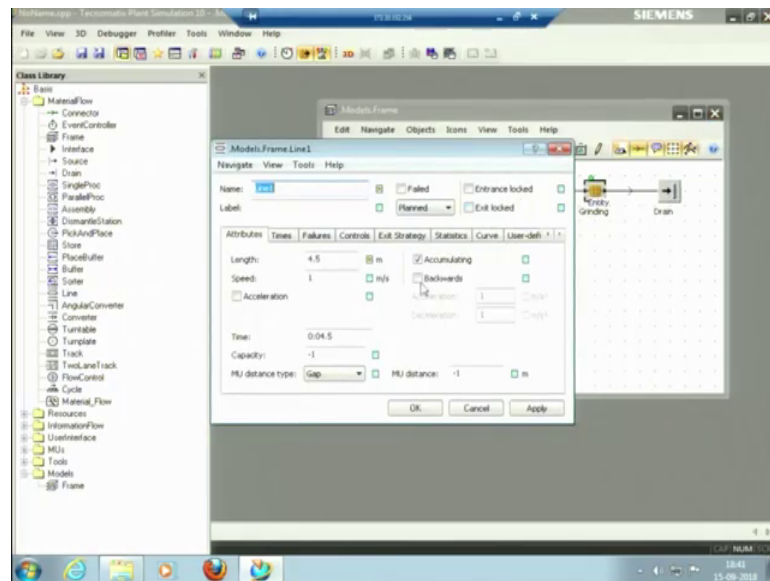 NoName.spp - Tecnomatix Plant Simulation 10 -
SIEMENS
File View 3D Debugger Profiler Tools Window Help
Class Library
Basis
MaterialFlow
Connector
EventController
Frame
Interface
Source
Drain
SingleProc
ParallelProc
Assembly
DismantleStation
PickAndPlace
Store
PlaceBuffer
Buffer
Sorter
Line
AngularConverter
Converter
Turntable
Turnplate
Track
TwoLaneTrack
FlowControl
Cycle
Material_Flow
Resources
InformationFlow
UserInterface
MUs
Tools
Models
Frame
.Models.Frame
Edit Navigate Objects Icons View Tools Help
Entity
Grinding
Drain
.Models.Frame.Line1
Navigate View Tools Help
Name: Line1 Failed Entrance locked
Label: Planned Exit locked
Attributes Times Failures Controls Exit Strategy Statistics Curve User-defi
Length: 4.5 m Accumulating
Speed: 1 m/s Backwards
Acceleration 1
Deceleration: 1
Time: 0:04.5
Capacity: -1
MU distance type: Gap MU distance: -1 m
OK Cancel Apply
CAP NUM
18:41
15-09-2018